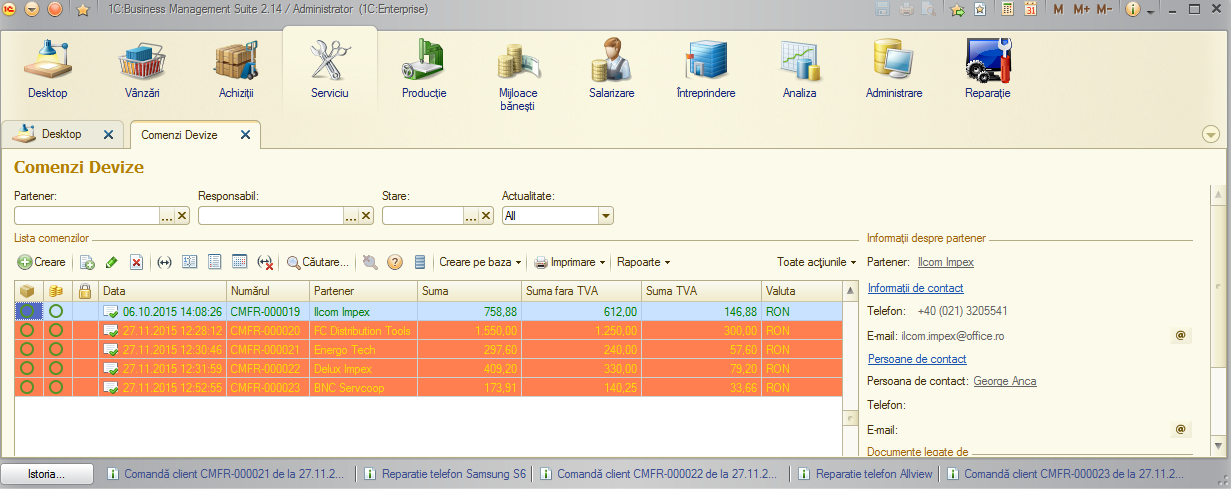 1C:Business Management Suite 2.14 / Administrator (1C:Enterprise)
M M+ M-
Desktop
Vânzări
Achiziții
Serviciu
Producție
Mijloace
bănești
Salarizare
Întreprindere
Analiza
Administrare
Reparație
Desktop
Comenzi Devize
Comenzi Devize
Partener: Responsabil: Stare: Actualitate:
... ... ... All
Lista comenzilor
Creare Căutare... Creare pe baza Imprimare Rapoarte Toate acțiunile
Data Numărul Partener Suma Suma fara TVA Suma TVA Valuta
06.10.2015 14:08:26 CMFR-000019 Ilcom Impex 758,88 612,00 146,88 RON
27.11.2015 12:28:12 CMFR-000020 FC Distribution Tools 1.550,00 1.250,00 300,00 RON
27.11.2015 12:30:46 CMFR-000021 Energo Tech 297,60 240,00 57,60 RON
27.11.2015 12:31:59 CMFR-000022 Delux Impex 409,20 330,00 79,20 RON
27.11.2015 12:52:55 CMFR-000023 BNC Servcoop 173,91 140,25 33,66 RON
Informații despre partener
Partener: Ilcom Impex
Informații de contact
Telefon: +40 (021) 3205541
E-mail: ilcom.impex@office.ro @
Persoane de contact
Persoana de contact: George Anca
Telefon:
E-mail: @
Documente legate de
Istoria... Comandă client CMFR-000021 de la 27.11.2... Reparatie telefon Samsung S6 Comandă client CMFR-000022 de la 27.11.2... Reparatie telefon Allview Comandă client CMFR-000023 de la 27.11.2...